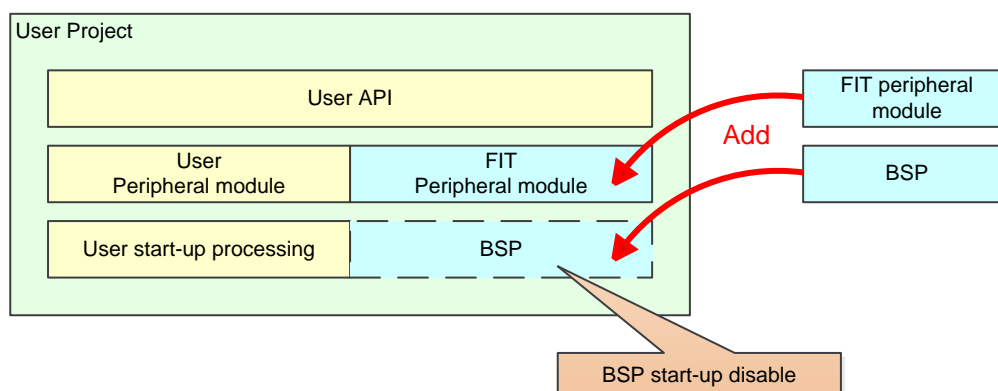 User Project
User API
FIT peripheral
module
Add
User
Peripheral module
FIT
Peripheral module
BSP
User start-up processing
BSP
BSP start-up disable